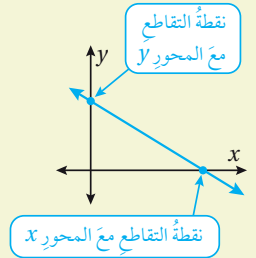 نقطةُ التقاطعِ
معَ المحورِ y
y
x
نقطةُ التقاطعِ معَ المحورِ x